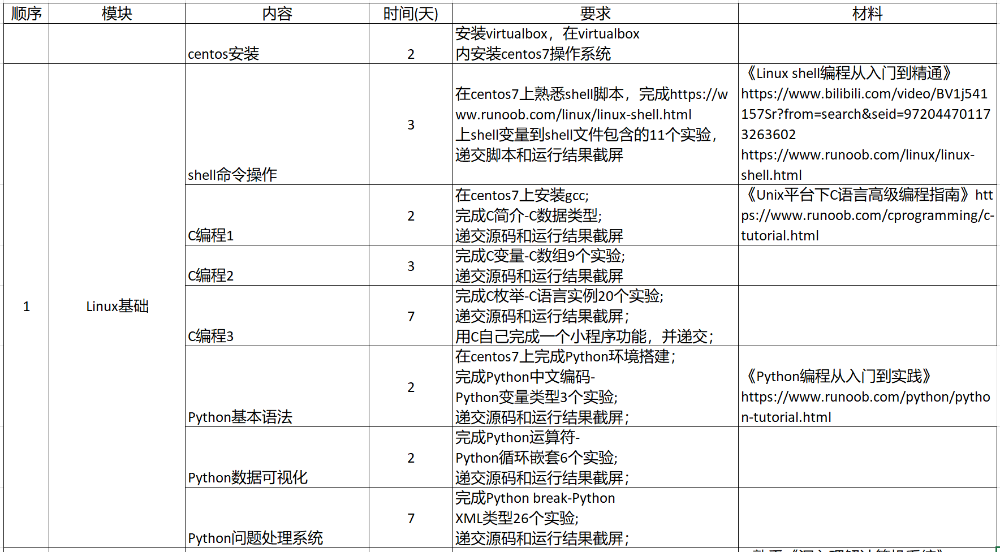 顺序 模块 内容 时间(天) 要求 材料
centos安装 2
安装virtualbox，在virtualbox
内安装centos7操作系统
1 Linux基础
shell命令操作 3
在centos7上熟悉shell脚本，完成https://w
ww.runoob.com/linux/linux-shell.html
上shell变量到shell文件包含的11个实验，
递交脚本和运行结果截屏
《Linux shell编程从入门到精通》
https://www.bilibili.com/video/BV1j541
157Sr?from=search&seid=97204470117
3263602
https://www.runoob.com/linux/linux-
shell.html
C编程1 2
在centos7上安装gcc;
完成C简介-C数据类型;
递交源码和运行结果截屏
《Unix平台下C语言高级编程指南》htt
ps://www.runoob.com/cprogramming/c-
tutorial.html
C编程2 3
完成C变量-C数组9个实验;
递交源码和运行结果截屏
C编程3 7
完成C枚举-C语言实例20个实验;
递交源码和运行结果截屏；
用C自己完成一个小程序功能，并递交；
Python基本语法 2
在centos7上完成Python环境搭建；
完成Python中文编码-
Python变量类型3个实验;
递交源码和运行结果截屏；
《Python编程从入门到实践》
https://www.runoob.com/python/pytho
n-tutorial.html
Python数据可视化 2
完成Python运算符-
Python循环嵌套6个实验;
递交源码和运行结果截屏；
Python问题处理系统 7
完成Python break-Python
XML类型26个实验;
递交源码和运行结果截屏；